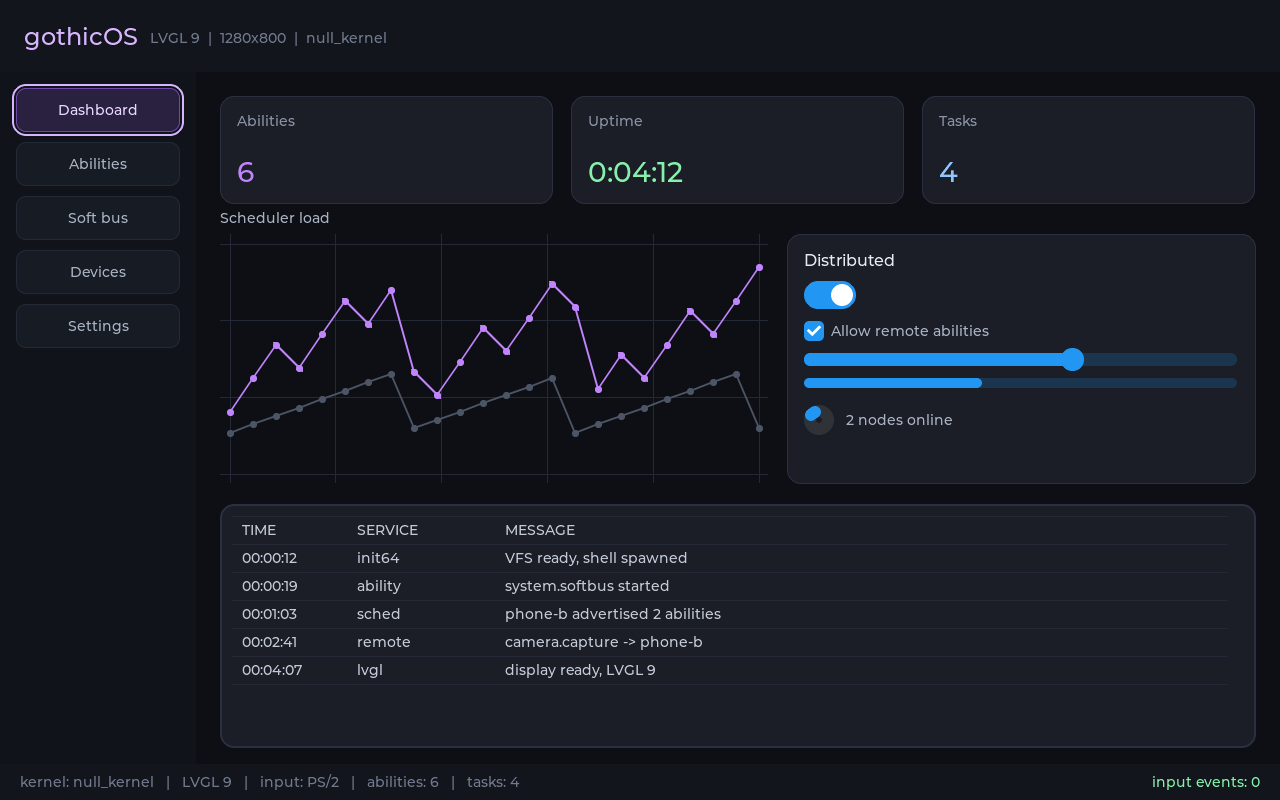 gothicOS LVGL 9 | 1280x800 | null_kernel
Dashboard
Abilities
Soft bus
Devices
Settings
Abilities
6
Uptime
0:04:12
Tasks
4
Scheduler load
Distributed
Allow remote abilities
2 nodes online
TIME SERVICE MESSAGE
00:00:12 init64 VFS ready, shell spawned
00:00:19 ability system.softbus started
00:01:03 sched phone-b advertised 2 abilities
00:02:41 remote camera.capture -> phone-b
00:04:07 lvgl display ready, LVGL 9
kernel: null_kernel | LVGL 9 | input: PS/2 | abilities: 6 | tasks: 4
input events: 0